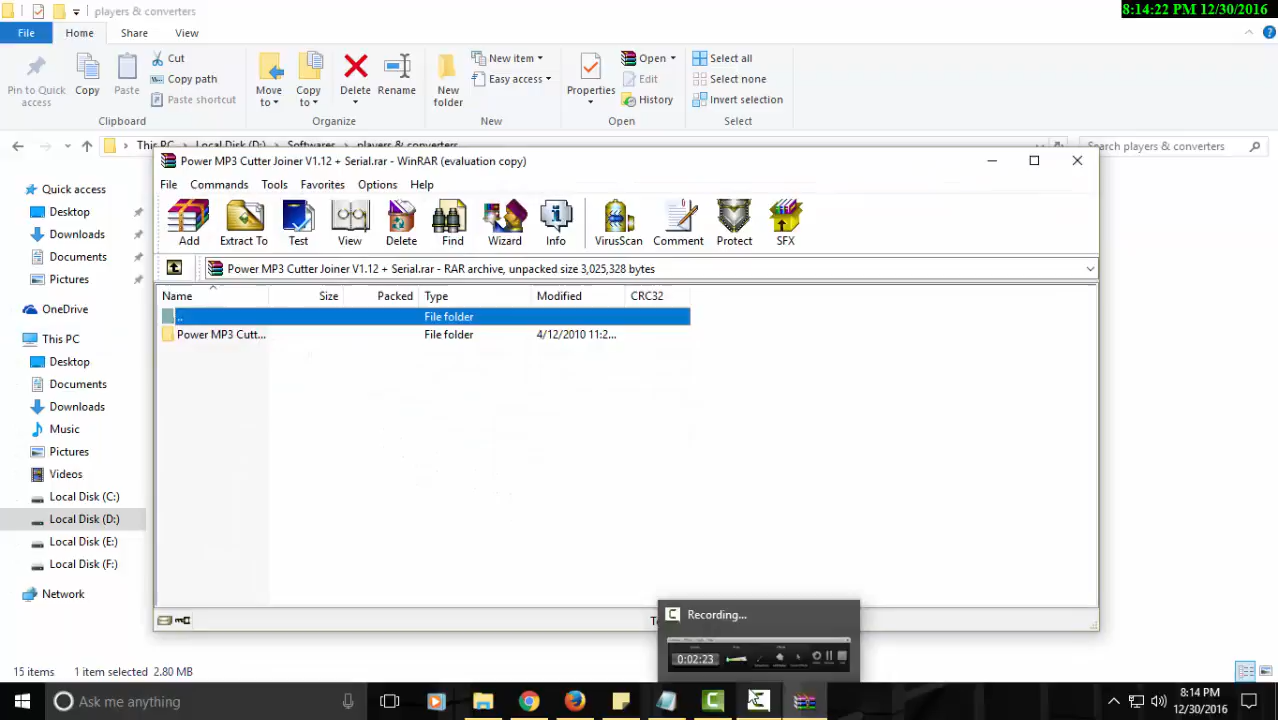 players & converters
8:14:22 PM 12/30/2016
File Home Share View
Pin to Quick access
Copy
Paste
Cut
Copy path
Paste shortcut
Move to
Copy to
Delete
Rename
New folder
New item
Easy access
Properties
Open
Edit
History
Select all
Select none
Invert selection
Clipboard Organize New Open Select
This PC Local Disk (D:) Softwares players & converters
Search players & converters
Quick access
Desktop
Downloads
Documents
Pictures
OneDrive
This PC
Desktop
Documents
Downloads
Music
Pictures
Videos
Local Disk (C:)
Local Disk (D:)
Local Disk (E:)
Local Disk (F:)
Network
Power MP3 Cutter Joiner V1.12 + Serial.rar - WinRAR (evaluation copy)
File Commands Tools Favorites Options Help
Add Extract To Test View Delete Find Wizard Info VirusScan Comment Protect SFX
Power MP3 Cutter Joiner V1.12 + Serial.rar - RAR archive, unpacked size 3,025,328 bytes
Name Size Packed Type Modified CRC32
.. File folder
Power MP3 Cutt... File folder 4/12/2010 11:2...
Recording...
0:02:23
15 items 1 item selected 2.80 MB
Ask me anything
8:14 PM
12/30/2016